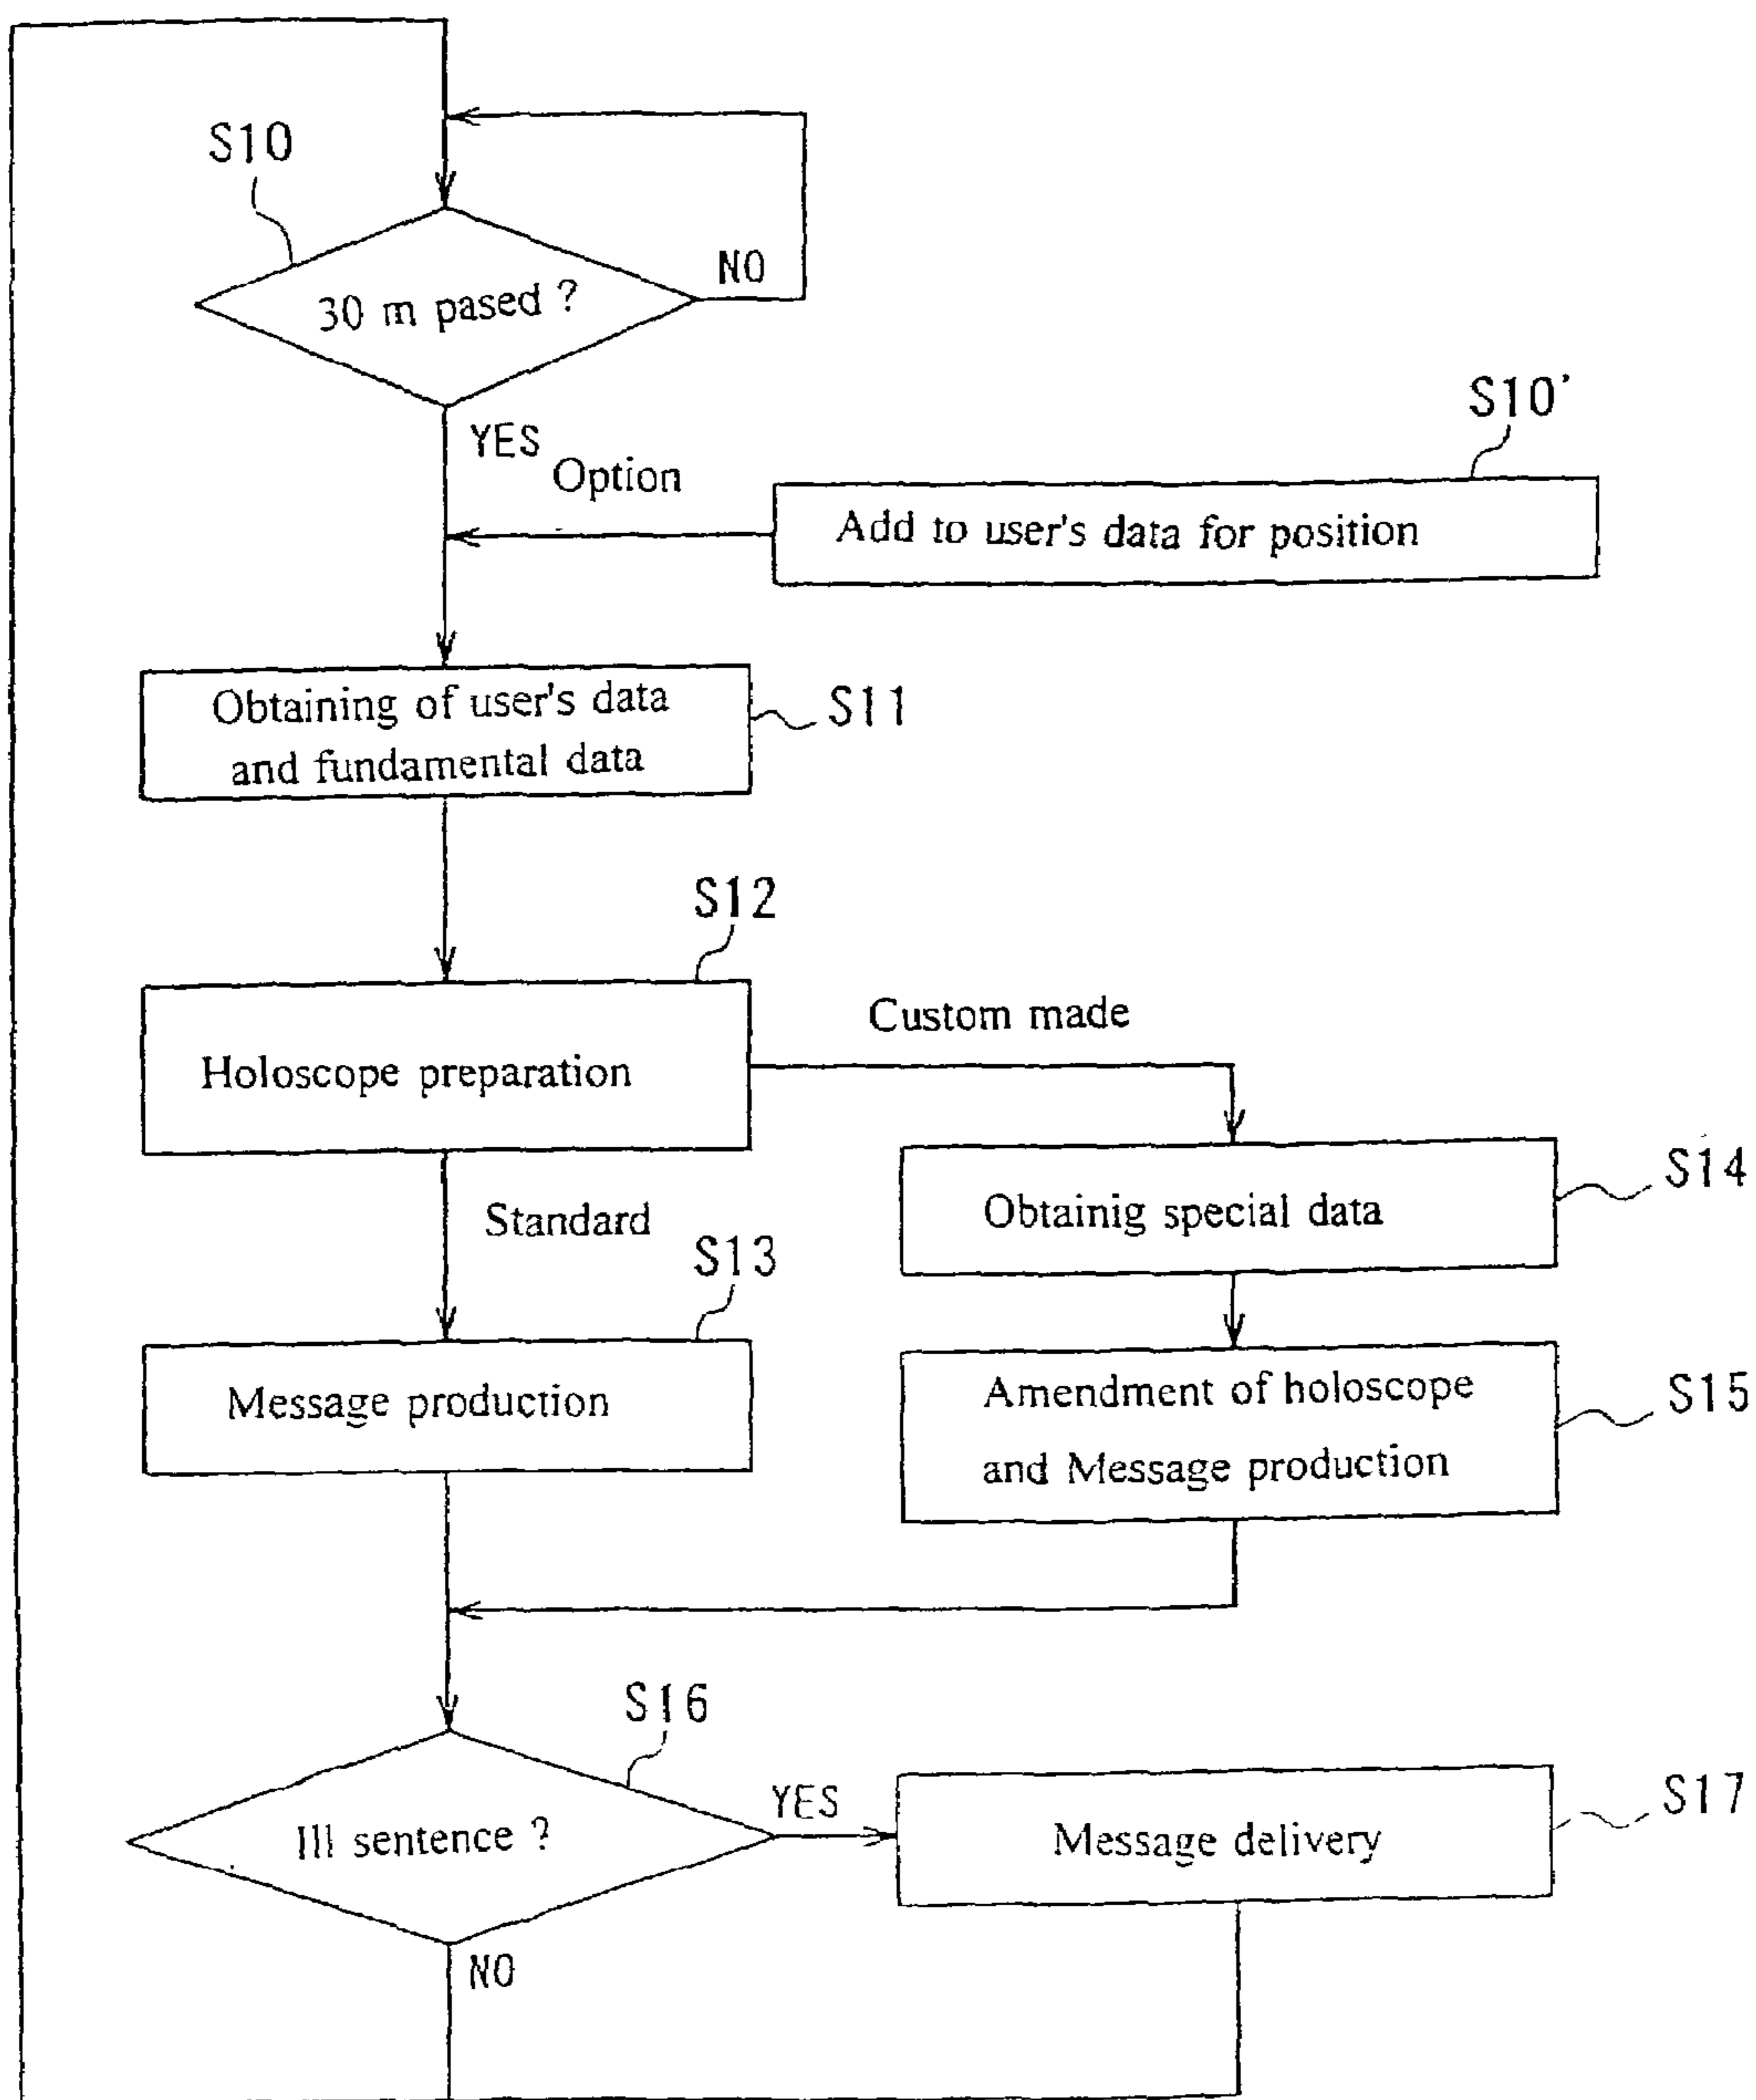 S10
30 m pased ?
NO
YES
Option
S10'
Add to user's data for position
Obtaining of user's data
and fundamental data
S11
S12
Holoscope preparation
Custom made
Standard
S13
Message production
S14
Obtainig special data
Amendment of holoscope
and Message production
S15
S16
Ill sentence ?
YES
NO
Message delivery
S17